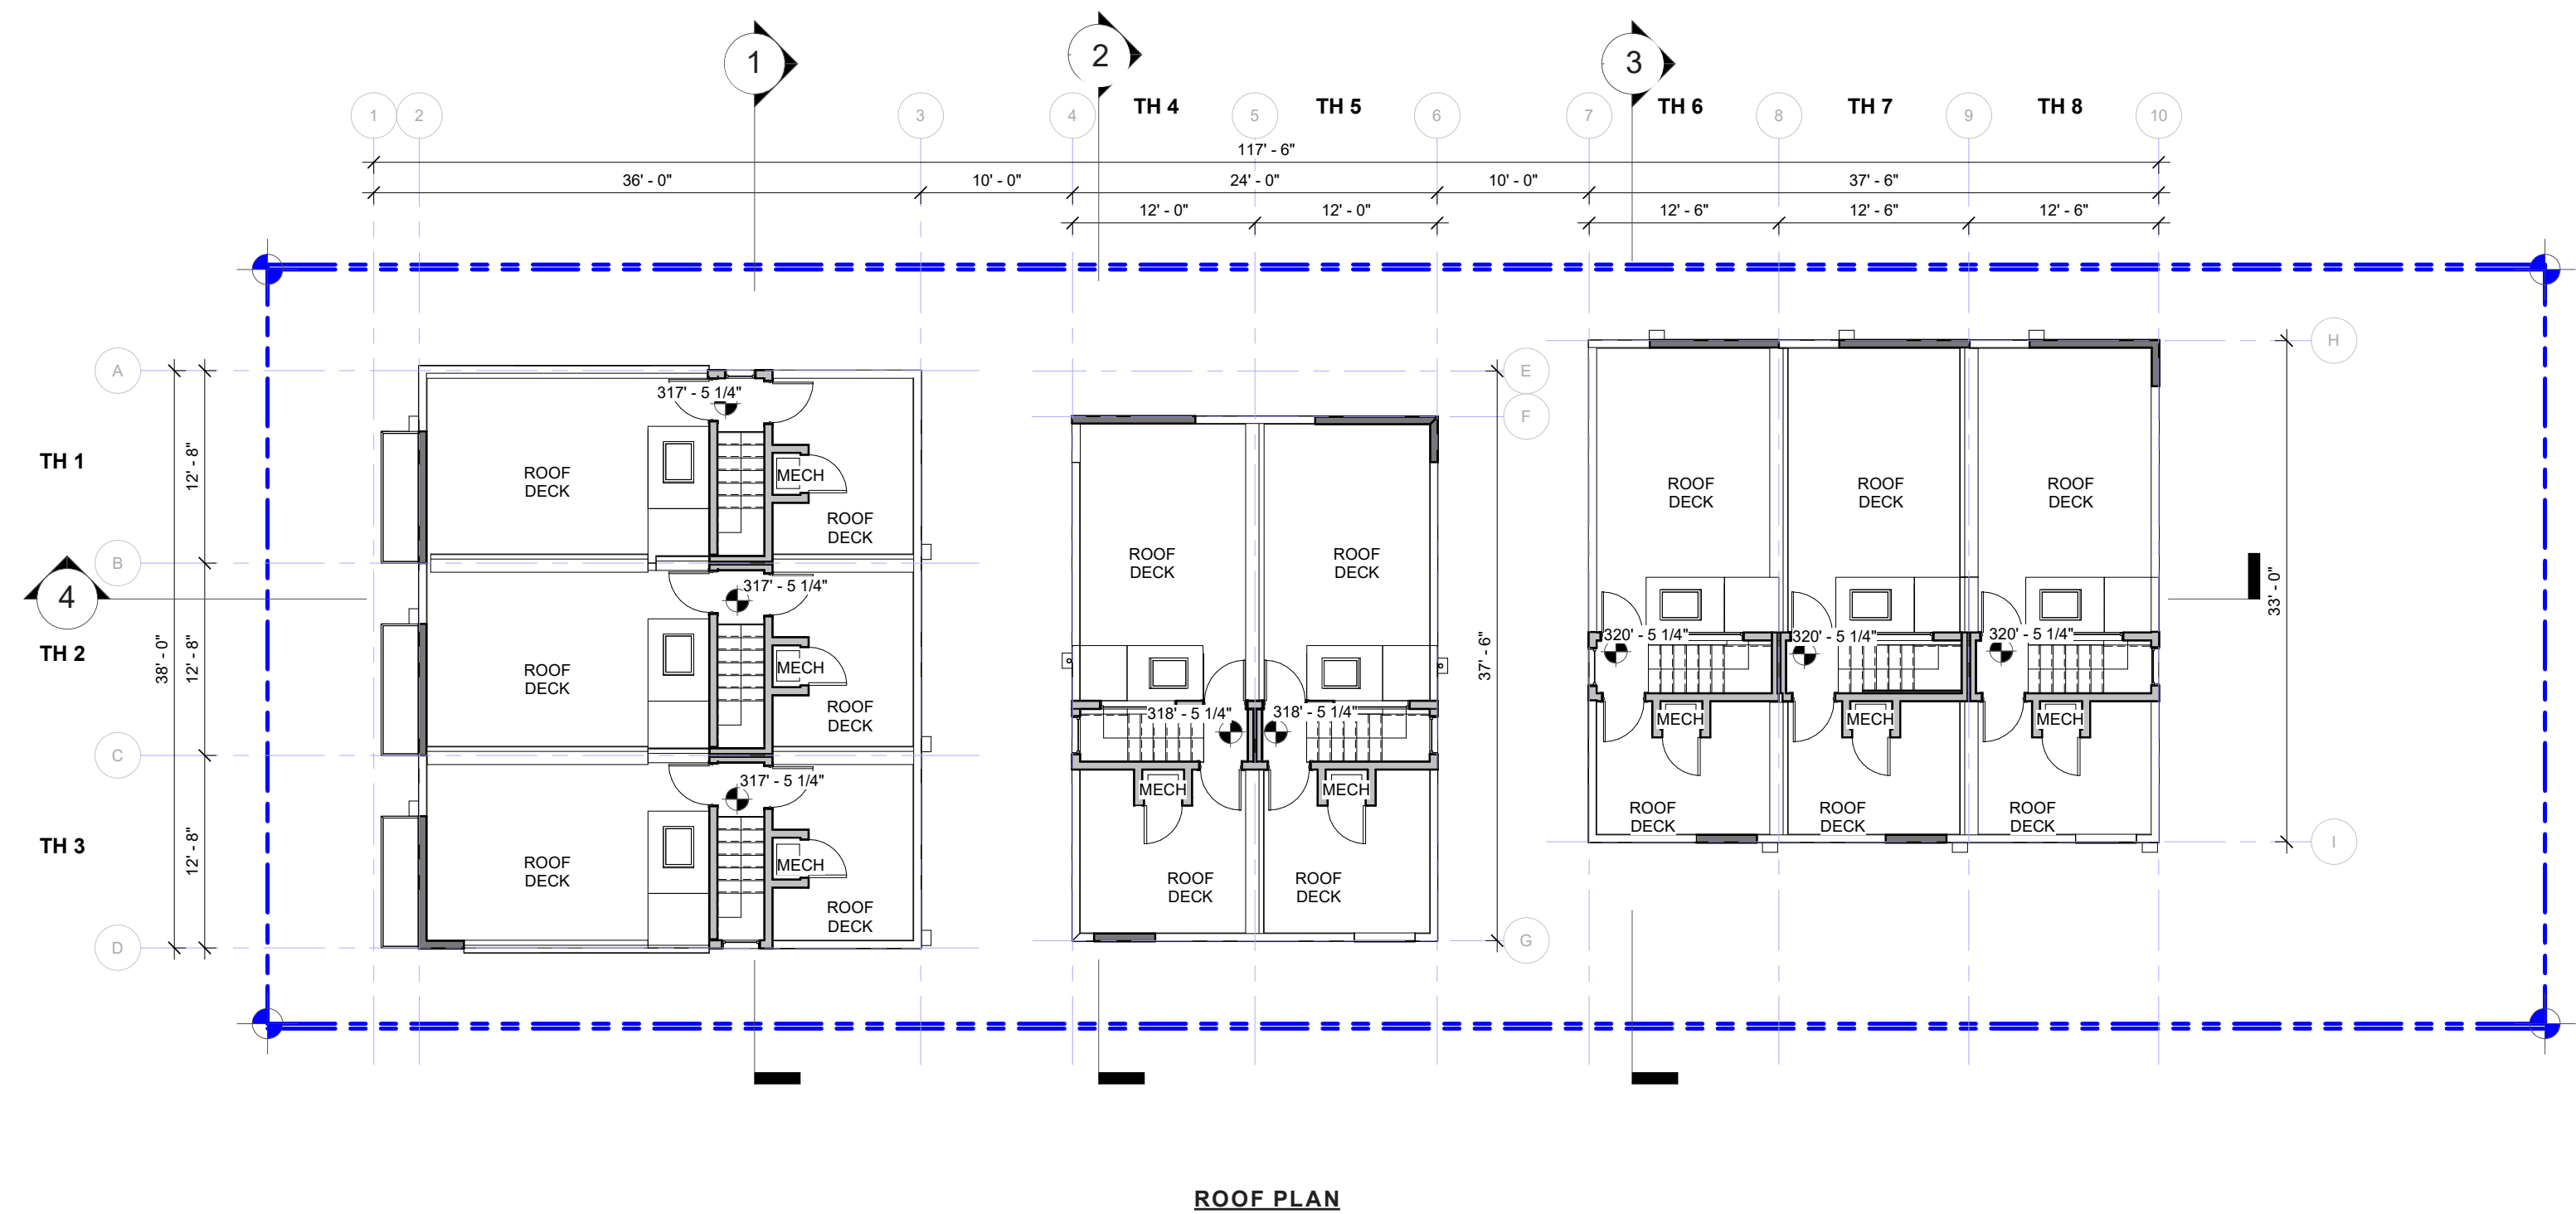 1
2
3
1
2
3
4
TH 4
5
TH 5
6
7
TH 6
8
TH 7
9
TH 8
10
117' - 6"
36' - 0"
10' - 0"
24' - 0"
10' - 0"
37' - 6"
12' - 0"
12' - 0"
12' - 6"
12' - 6"
12' - 6"
A
B
C
D
E
F
G
H
I
4
TH 1
TH 2
TH 3
38' - 0"
12' - 8"
12' - 8"
12' - 8"
317' - 5 1/4"
ROOF
DECK
MECH
ROOF
DECK
317' - 5 1/4"
ROOF
DECK
MECH
ROOF
DECK
317' - 5 1/4"
ROOF
DECK
MECH
ROOF
DECK
ROOF
DECK
ROOF
DECK
318' - 5 1/4"
318' - 5 1/4"
MECH
MECH
ROOF
DECK
ROOF
DECK
37' - 6"
ROOF
DECK
ROOF
DECK
ROOF
DECK
320' - 5 1/4"
320' - 5 1/4"
320' - 5 1/4"
MECH
MECH
MECH
ROOF
DECK
ROOF
DECK
ROOF
DECK
33' - 0"
ROOF PLAN